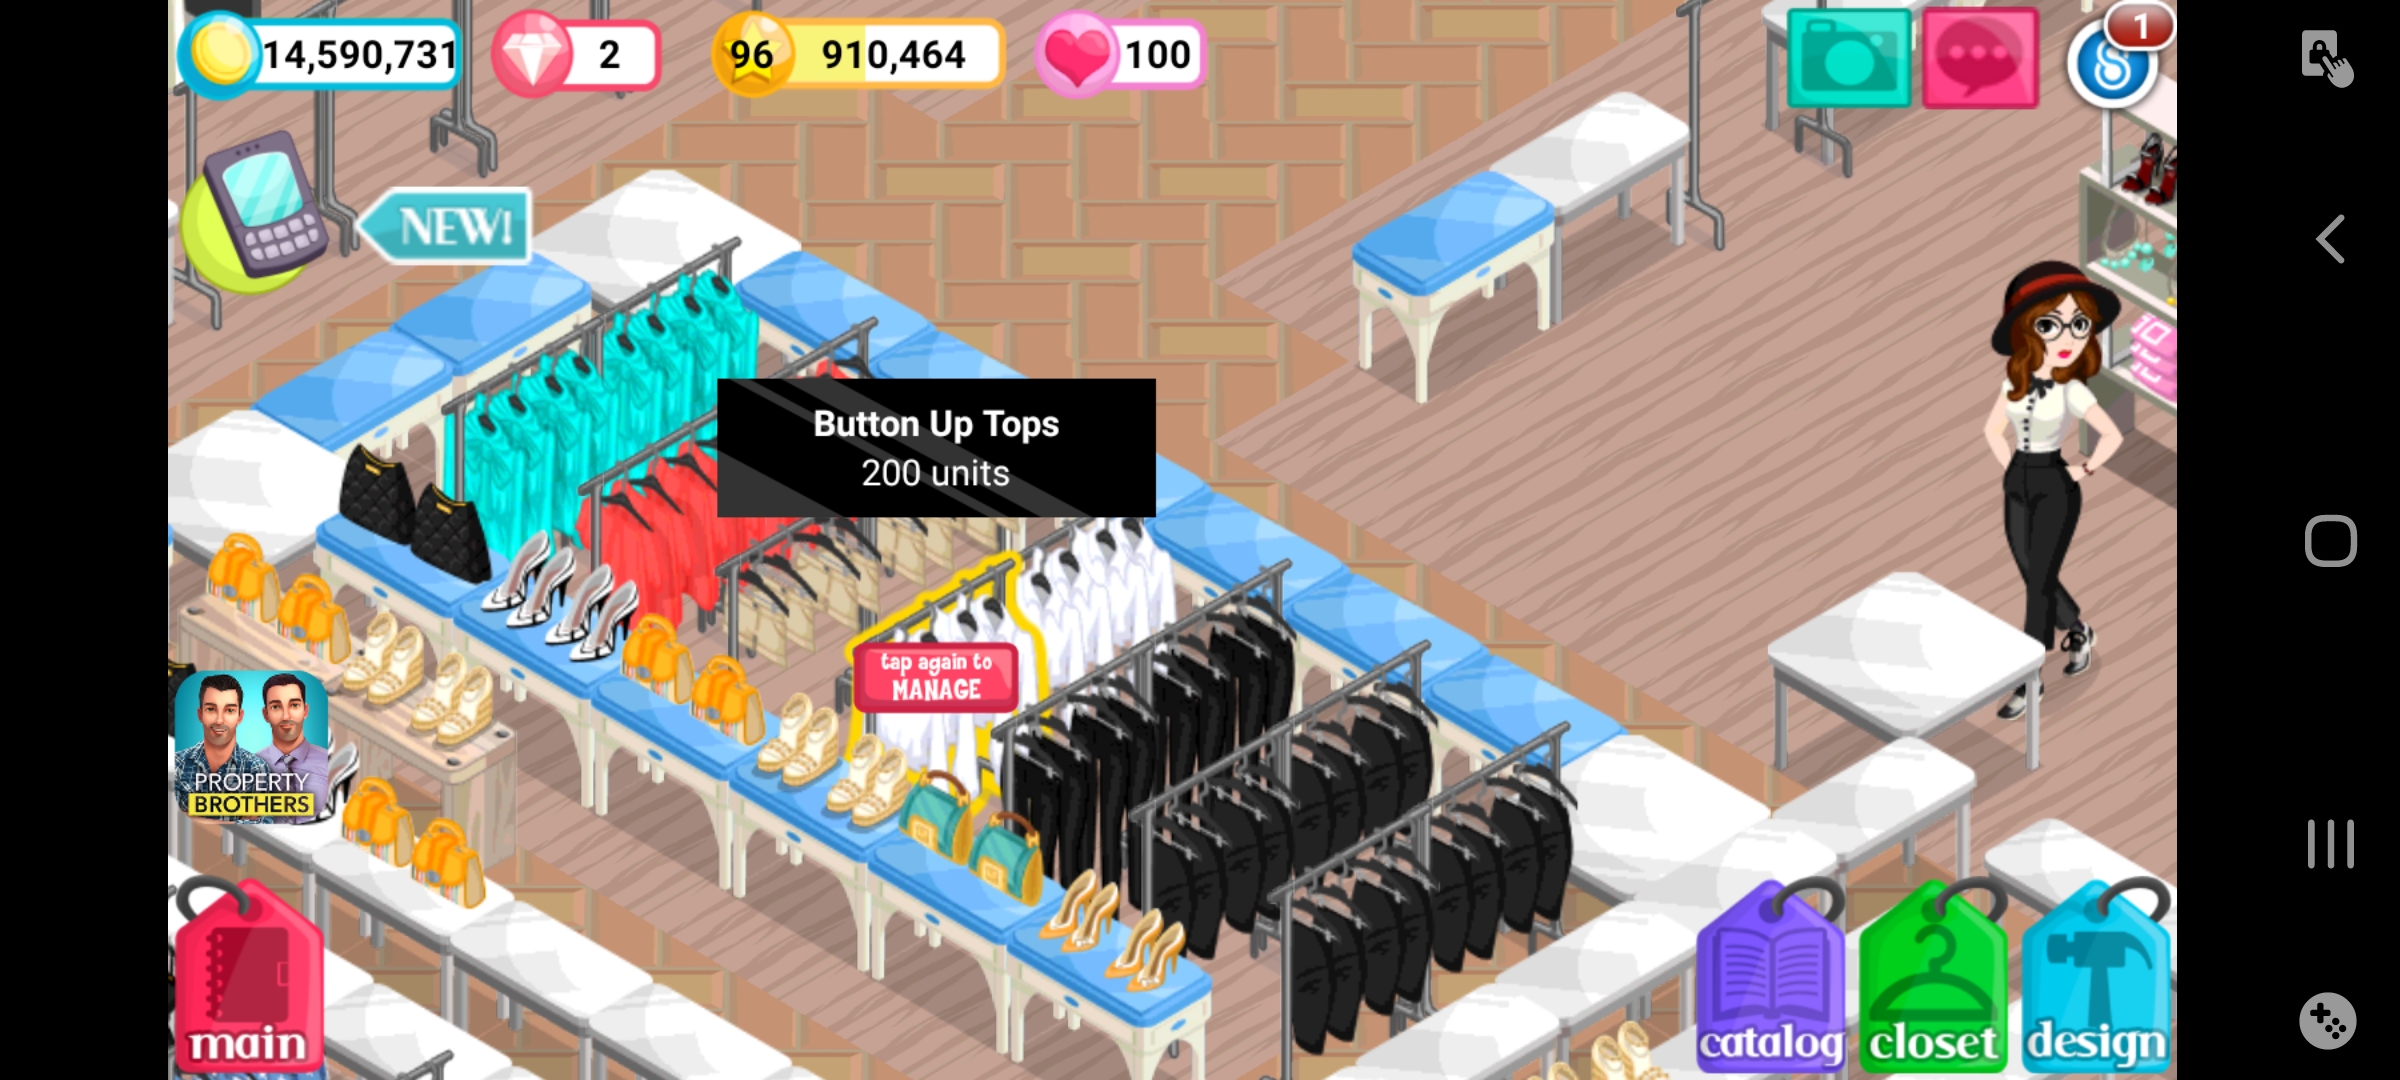 14,590,731
2
96
910,464
100
1
NEW!
Button Up Tops
200 units
tap again to
MANAGE
PROPERTY
BROTHERS
main
catalog
closet
design